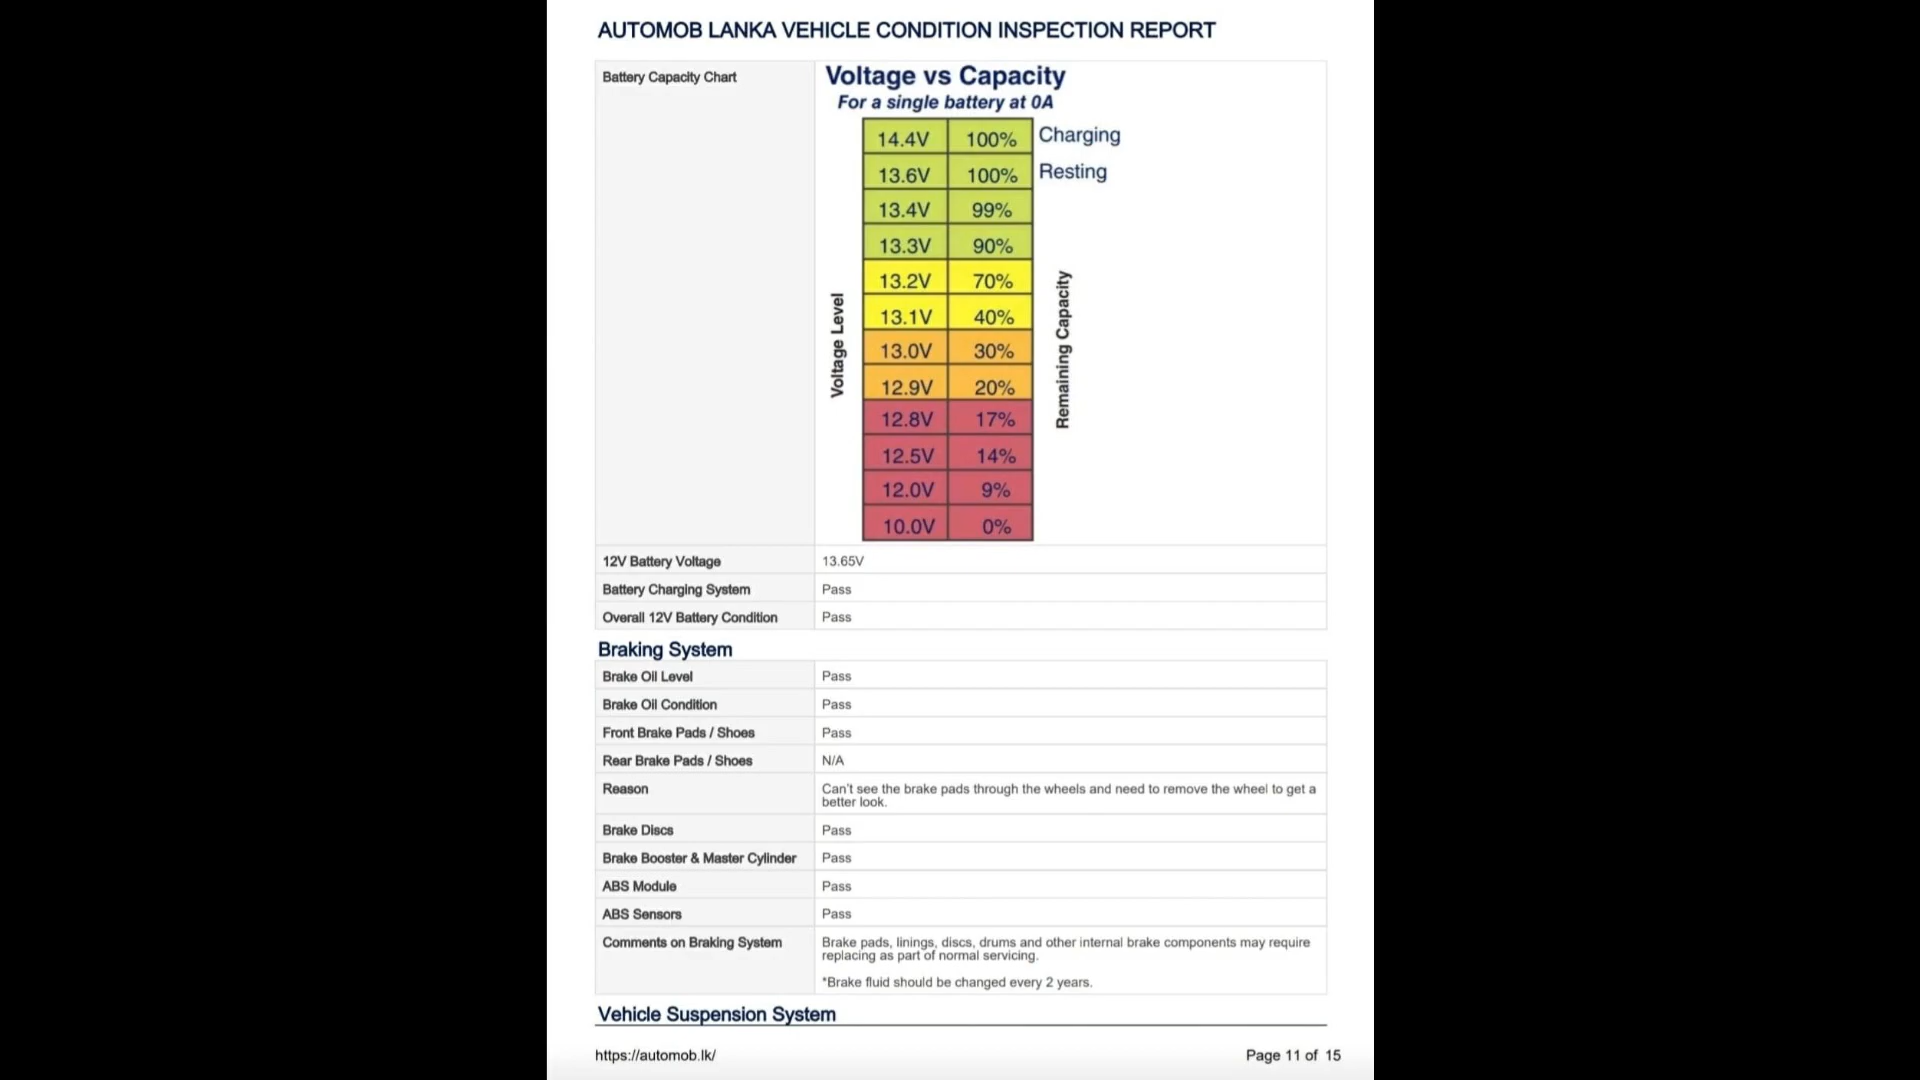 AUTOMOB LANKA VEHICLE CONDITION INSPECTION REPORT
Battery Capacity Chart
Voltage vs Capacity
For a single battery at 0A
14.4V 100% Charging
13.6V 100% Resting
13.4V 99%
13.3V 90%
13.2V 70%
13.1V 40%
13.0V 30%
12.9V 20%
12.8V 17%
12.5V 14%
12.0V 9%
10.0V 0%
Voltage Level
Remaining Capacity
12V Battery Voltage 13.65V
Battery Charging System Pass
Overall 12V Battery Condition Pass
Braking System
Brake Oil Level Pass
Brake Oil Condition Pass
Front Brake Pads / Shoes Pass
Rear Brake Pads / Shoes N/A
Reason Can't see the brake pads through the wheels and need to remove the wheel to get a
better look.
Brake Discs Pass
Brake Booster & Master Cylinder Pass
ABS Module Pass
ABS Sensors Pass
Comments on Braking System Brake pads, linings, discs, drums and other internal brake components may require
replacing as part of normal servicing.
*Brake fluid should be changed every 2 years.
Vehicle Suspension System
https://automob.lk/ Page 11 of 15